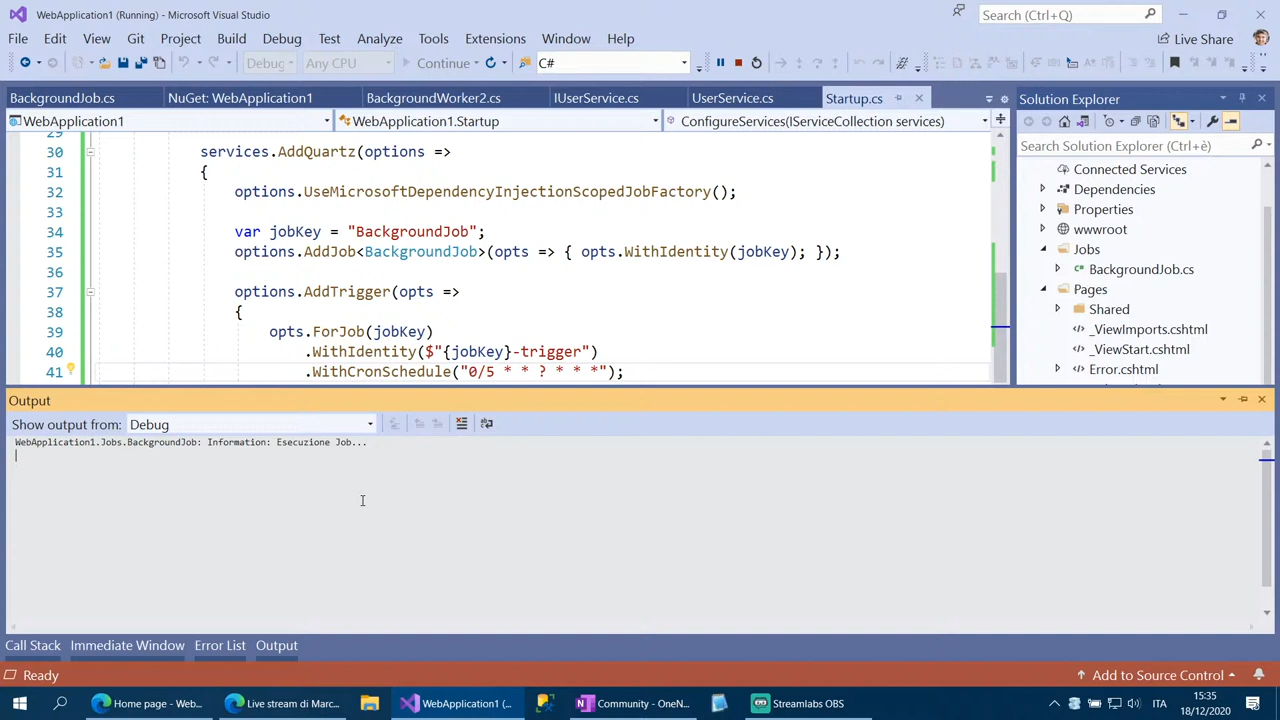 WebApplication1 (Running) - Microsoft Visual Studio
Search (Ctrl+Q)
File Edit View Git Project Build Debug Test Analyze Tools Extensions Window Help
Live Share
Debug Any CPU Continue C#
BackgroundJob.cs NuGet: WebApplication1 BackgroundWorker2.cs IUserService.cs UserService.cs Startup.cs
Solution Explorer
WebApplication1 WebApplication1.Startup ConfigureServices(IServiceCollection services)
Search Solution Explorer (Ctrl+è)
29
30 services.AddQuartz(options =>
31 {
32 options.UseMicrosoftDependencyInjectionScopedJobFactory();
33
34 var jobKey = "BackgroundJob";
35 options.AddJob<BackgroundJob>(opts => { opts.WithIdentity(jobKey); });
36
37 options.AddTrigger(opts =>
38 {
39 opts.ForJob(jobKey)
40 .WithIdentity($"{jobKey}-trigger")
41 .WithCronSchedule("0/5 * * ? * * *");
Connected Services
Dependencies
Properties
wwwroot
Jobs
C# BackgroundJob.cs
Pages
Shared
_ViewImports.cshtml
_ViewStart.cshtml
Error.cshtml
Output
Show output from: Debug
WebApplication1.Jobs.BackgroundJob: Information: Esecuzione Job...
Call Stack Immediate Window Error List Output
Ready
Add to Source Control
Home page - Web...
Live stream di Marc...
WebApplication1 (...
Community - OneN...
Streamlabs OBS
ITA
15:35
18/12/2020